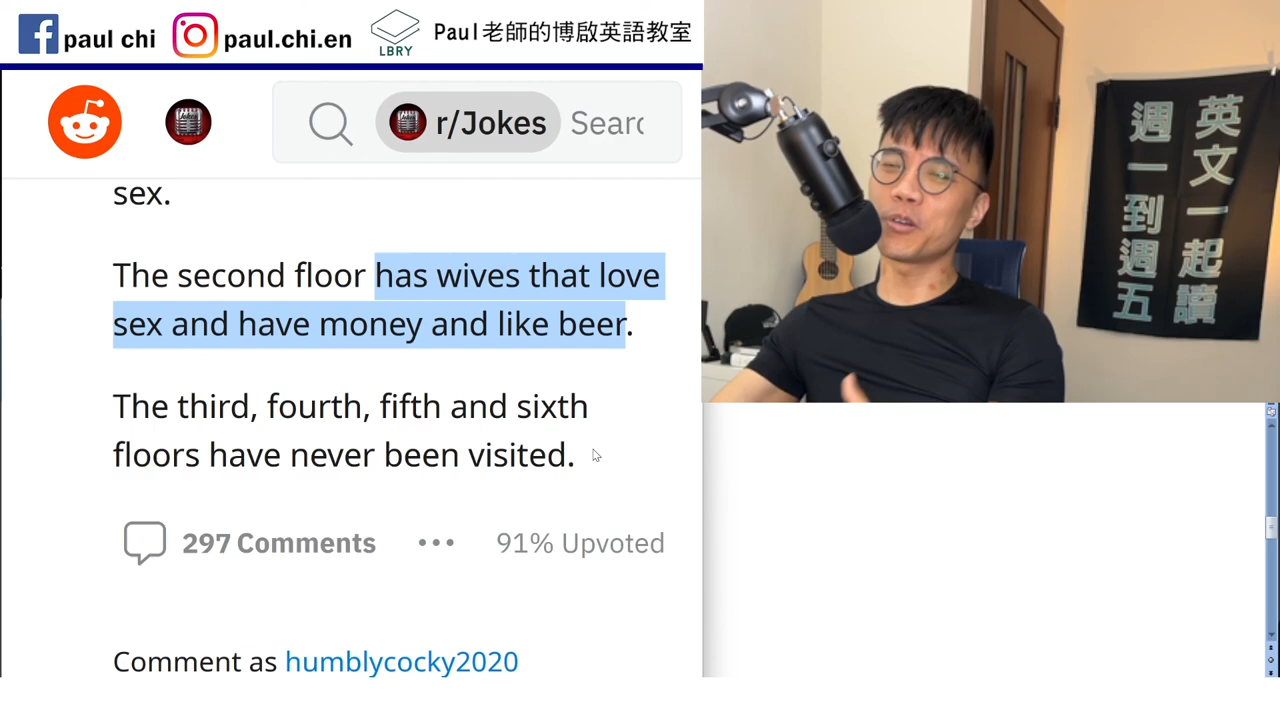 paul chi
paul.chi.en
LBRY
Paul老師的博啟英語教室
r/Jokes
Searc
sex.
The second floor has wives that love
sex and have money and like beer.
The third, fourth, fifth and sixth
floors have never been visited.
297 Comments
91% Upvoted
Comment as humblycocky2020
英文一起讀
週一到週五